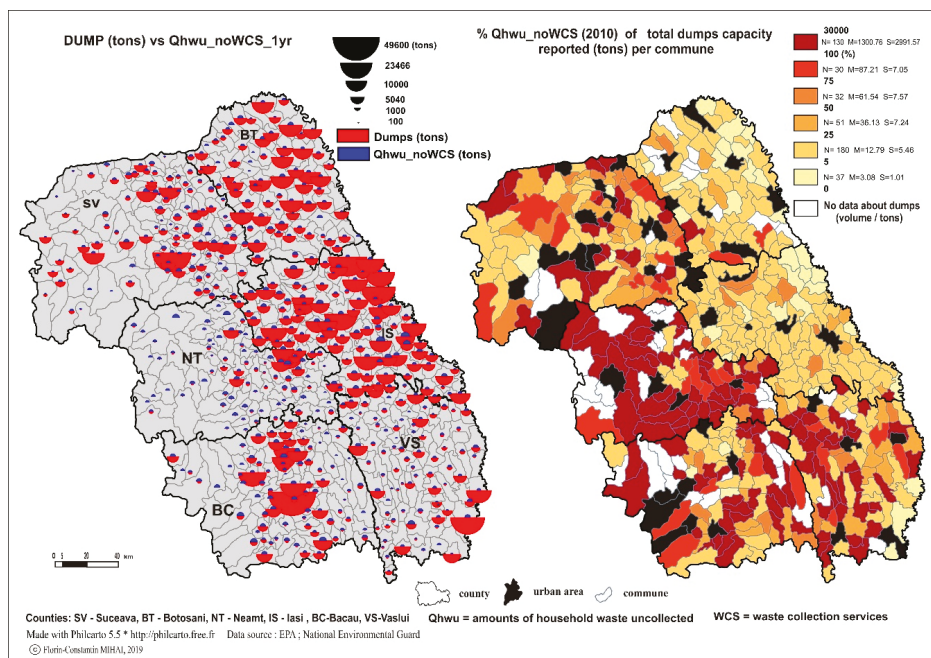 DUMP (tons) vs Qhwu_noWCS_1yr
49600 (tons)
23466
10000
5040
1000
100
Dumps (tons)
Qhwu_noWCS (tons)
BT
SV
IS
NT
VS
BC
0 5 20 40 km
% Qhwu_noWCS (2010) of total dumps capacity
reported (tons) per commune
30000
N= 130 M=1300.76 S=2991.57
100 (%)
N= 30 M=87.21 S=7.05
75
N= 32 M=61.54 S=7.57
50
N= 51 M=36.13 S=7.24
25
N= 180 M=12.79 S=5.46
5
N= 37 M=3.08 S=1.01
0
No data about dumps
(volume / tons)
county
urban area
commune
Counties: SV - Suceava, BT - Botosani, NT - Neamt, IS - Iasi , BC-Bacau, VS-Vaslui
Qhwu = amounts of household waste uncollected
WCS = waste collection services
Made with Philcarto 5.5 * http://philcarto.free.fr Data source : EPA ; National Environmental Guard
© Florin-Constantin MIHAI, 2019